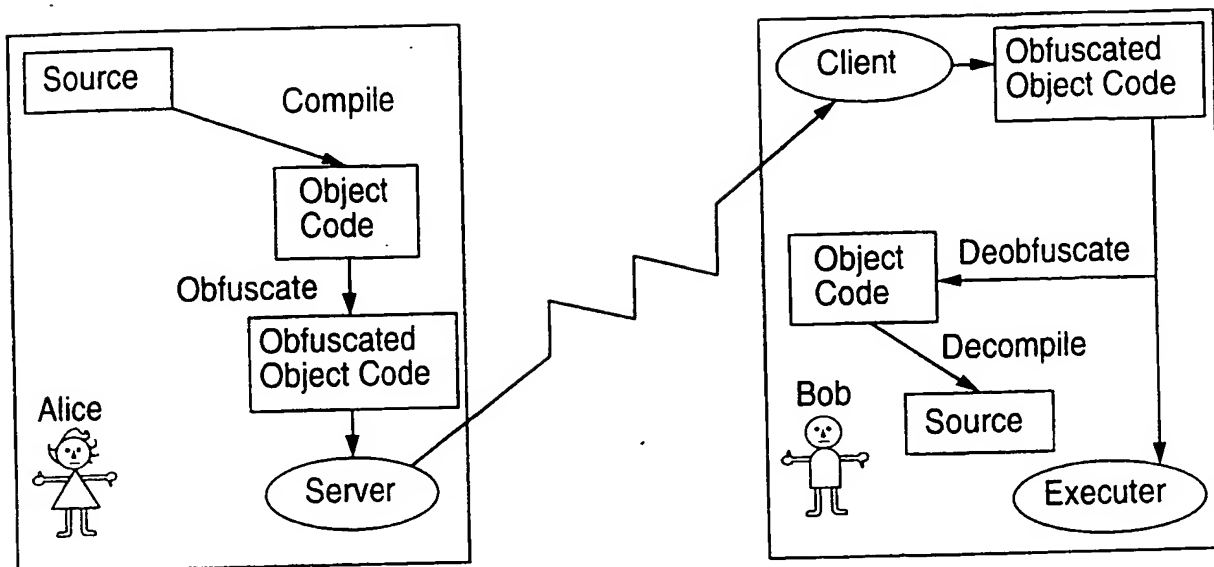 Source
Compile
Object
Code
Obfuscate
Obfuscated
Object Code
Alice
Server
Client
Obfuscated
Object Code
Object
Code
Deobfuscate
Decompile
Bob
Source
Executer